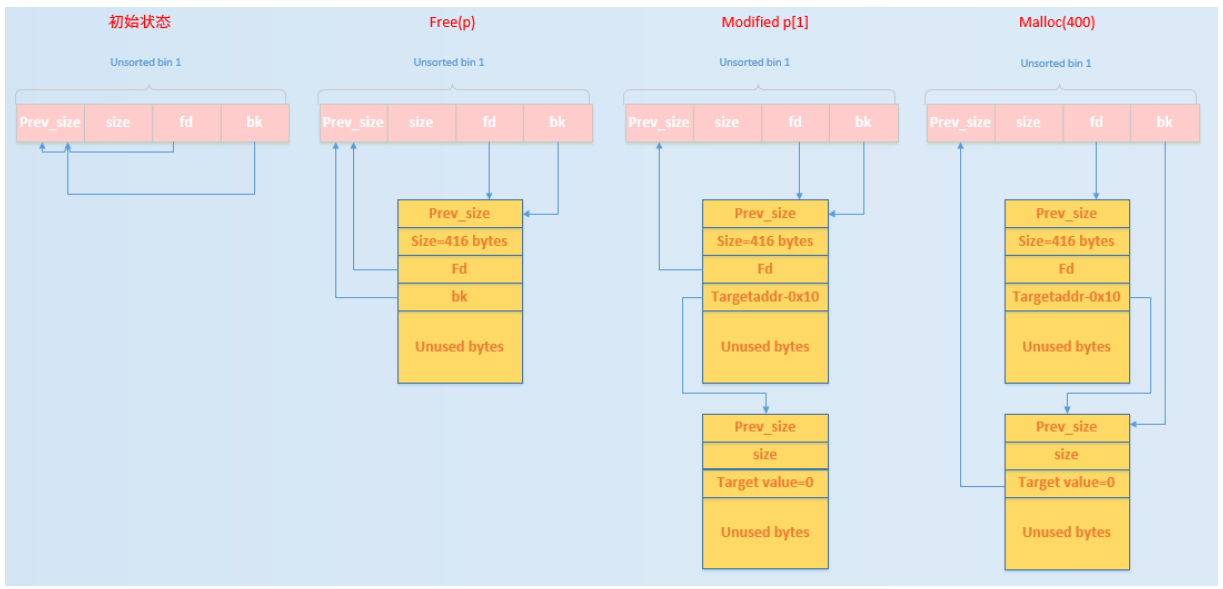 初始状态
Free(p)
Modified p[1]
Malloc(400)
Unsorted bin 1
Unsorted bin 1
Unsorted bin 1
Unsorted bin 1
Prev_size size fd bk
Prev_size size fd bk
Prev_size size fd bk
Prev_size size fd bk
Prev_size
Size=416 bytes
Fd
bk
Unused bytes
Prev_size
Size=416 bytes
Fd
Targetaddr-0x10
Unused bytes
Prev_size
size
Target value=0
Unused bytes
Prev_size
Size=416 bytes
Fd
Targetaddr-0x10
Unused bytes
Prev_size
size
Target value=0
Unused bytes